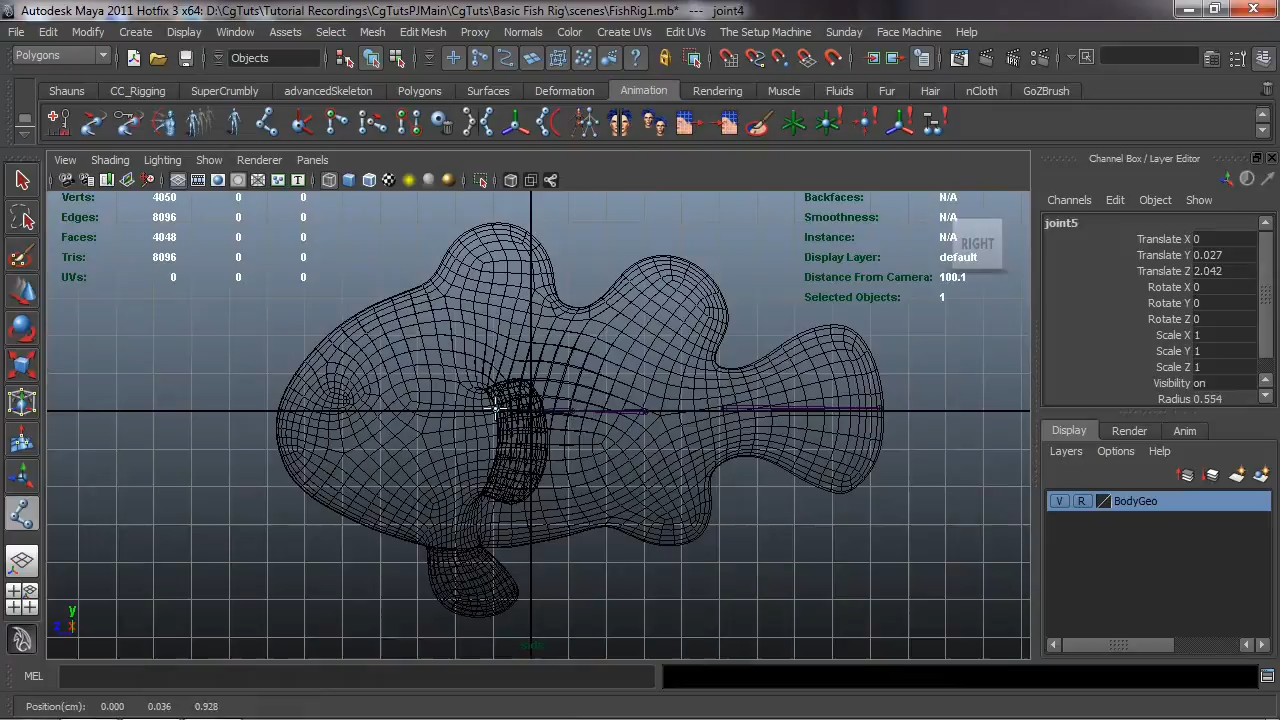 Autodesk Maya 2011 Hotfix 3 x64: D:\CgTuts\Tutorial Recordings\CgTutsPJMain\CgTuts\Basic Fish Rig\scenes\FishRig1.mb* --- joint4
File Edit Modify Create Display Window Assets Select Mesh Edit Mesh Proxy Normals Color Create UVs Edit UVs The Setup Machine Sunday Face Machine Help
Polygons Objects
Shauns CC_Rigging SuperCrumbly advancedSkeleton Polygons Surfaces Deformation Animation Rendering Muscle Fluids Fur Hair nCloth GoZBrush
View Shading Lighting Show Renderer Panels
Channel Box / Layer Editor
Channels Edit Object Show
Verts: 4050 0 0
Edges: 8096 0 0
Faces: 4048 0 0
Tris: 8096 0 0
UVs: 0 0 0
Backfaces: N/A
Smoothness: N/A
Instance: N/A
Display Layer: default
Distance From Camera: 100.1
Selected Objects: 1
RIGHT
joint5
Translate X 0
Translate Y 0.027
Translate Z 2.042
Rotate X 0
Rotate Y 0
Rotate Z 0
Scale X 1
Scale Y 1
Scale Z 1
Visibility on
Radius 0.554
Display Render Anim
Layers Options Help
V R BodyGeo
y
z x
side
MEL
Position(cm): 0.000 0.036 0.928